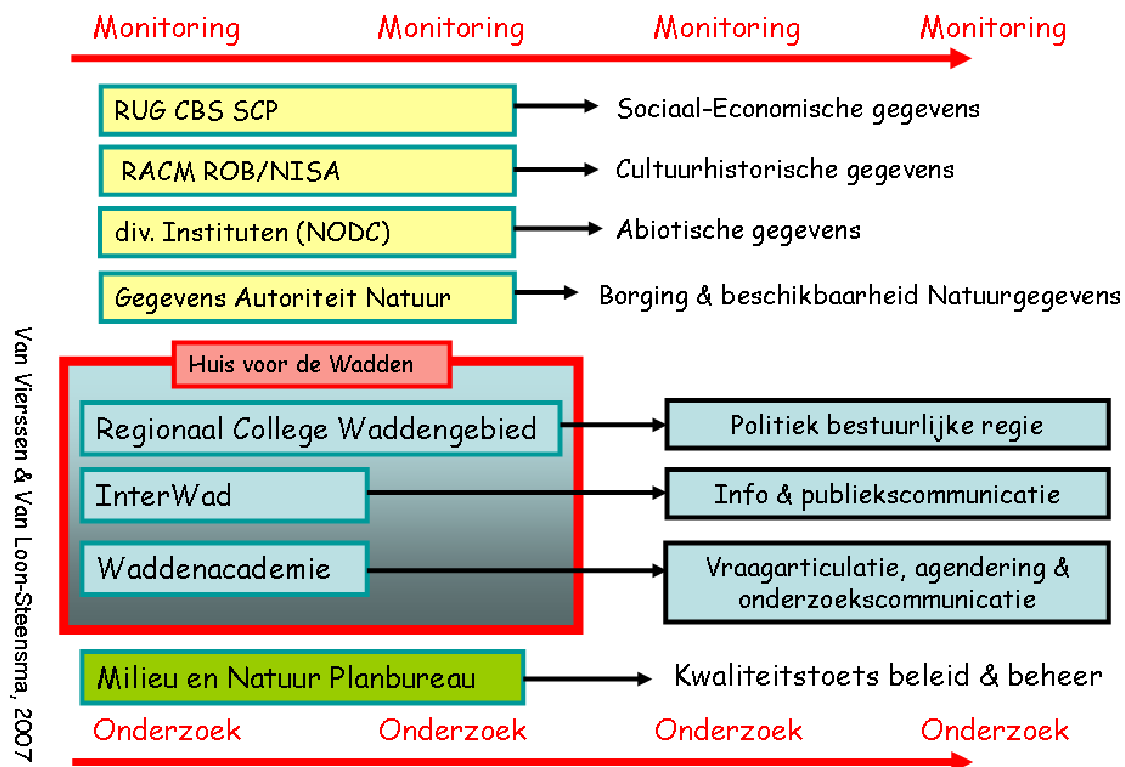 Monitoring Monitoring Monitoring Monitoring
RUG CBS SCP
Sociaal-Economische gegevens
RACM ROB/NISA
Cultuurhistorische gegevens
div. Instituten (NODC)
Abiotische gegevens
Gegevens Autoriteit Natuur
Borging & beschikbaarheid Natuurgegevens
Huis voor de Wadden
Regionaal College Waddengebied
Politiek bestuurlijke regie
InterWad
Info & publiekscommunicatie
Waddenacademie
Vraagarticulatie, agendering &
onderzoekscommunicatie
Milieu en Natuur Planbureau
Kwaliteitstoets beleid & beheer
Onderzoek Onderzoek Onderzoek Onderzoek
Van Vierssen & Van Loon-Steensma, 2007